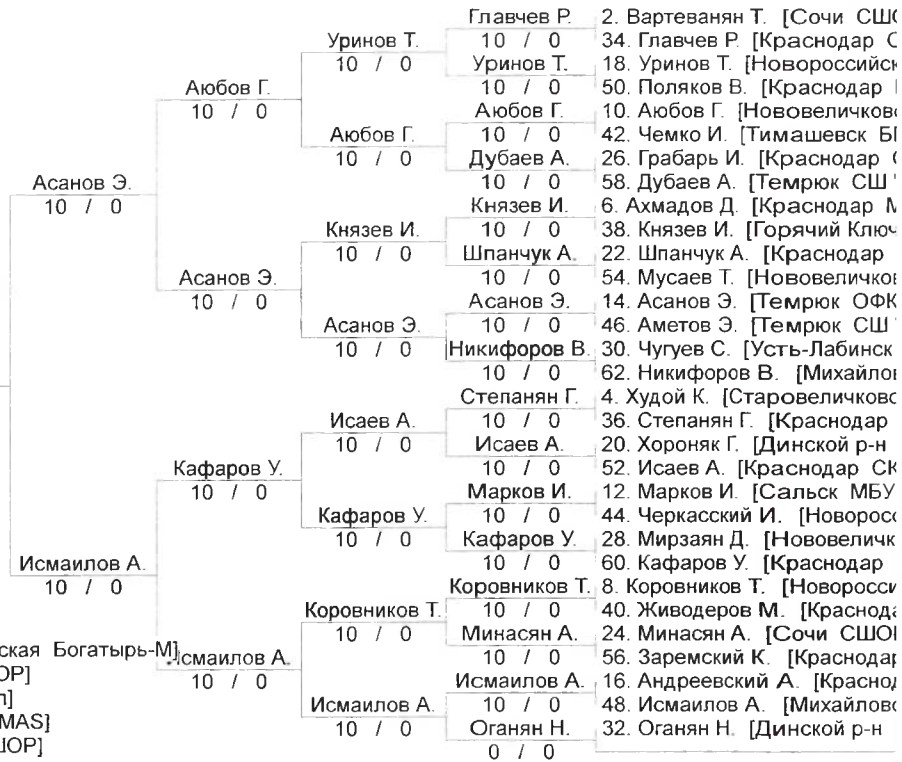 Главчев Р. 2. Вартеванян Т. [Сочи СШО
Уринов Т. 34. Главчев Р. [Краснодар С
10 / 0
10 / 0 Уринов Т. 18. Уринов Т. [Новороссийск
Аюбов Г. 10 / 0 50. Поляков В. [Краснодар
10 / 0 Аюбов Г. 10. Аюбов Г. [Нововеличков
Аюбов Г. 10 / 0 42. Чемко И. [Тимашевск
10 / 0 Дубаев А. 26. Грабарь И. [Краснодар
Асанов Э. 10 / 0 58. Дубаев А. [Темрюк СШ
10 / 0 Князев И. 6. Ахмадов Д. [Краснодар
Князев И. 10 / 0 38. Князев И. [Горячий Ключ
10 / 0 Шпанчук А. 22. Шпанчук А. [Краснодар
Асанов Э. 10 / 0 54. Мусаев Т. [Нововеличков
10 / 0 Асанов Э. 14. Асанов Э. [Темрюк ОФК
Асанов Э. 10 / 0 46. Аметов Э. [Темрюк СШ
10 / 0 Никифоров В. 30. Чугуев С. [Усть-Лабинск
10 / 0 62. Никифоров В. [Михайлов
Степанян Г. 4. Худой К. [Старовеличковс
Исаев А. 10 / 0 36. Степанян Г. [Краснодар
10 / 0 Исаев А. 20. Хороняк Г. [Динской р-н
Кафаров У. 10 / 0 52. Исаев А. [Краснодар СК
10 / 0 Марков И. 12. Марков И. [Сальск МБУ
Кафаров У. 10 / 0 44. Черкасский И. [Новоросс
10 / 0 Кафаров У. 28. Мирзаян Д. [Нововеличк
Исмаилов А. 10 / 0 60. Кафаров У. [Краснодар
10 / 0 Коровников Т. 8. Коровников Т. [Новоросси
Коровников Т. 10 / 0 40. Живодеров М. [Краснода
10 / 0 Минасян А. 24. Минасян А. [Сочи СШО
ская Богатырь-М] Исмаилов А. 10 / 0 56. Заремский К. [Краснодар
ОР] 10 / 0 Исмаилов А. 16. Андреевский А. [Краснод
п] Исмаилов А. 10 / 0 48. Исмаилов А. [Михайлово
MAS] 10 / 0 Оганян Н. 32. Оганян Н. [Динской р-н
ШОР] 0 / 0